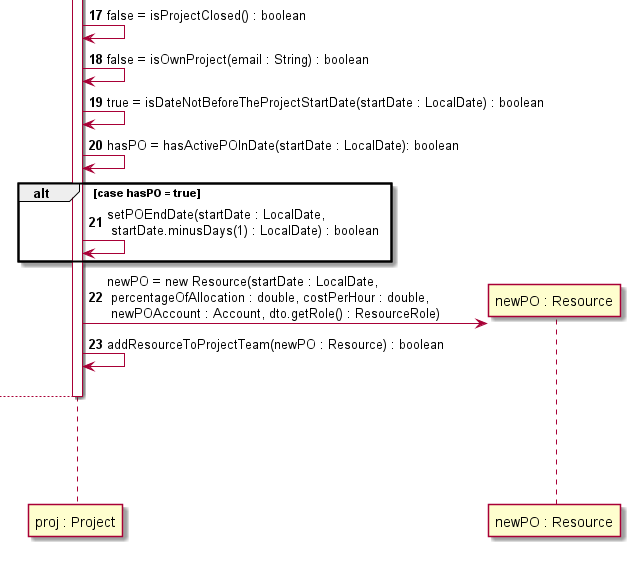 17 false = isProjectClosed() : boolean
18 false = isOwnProject(email : String) : boolean
19 true = isDateNotBeforeTheProjectStartDate(startDate : LocalDate) : boolean
20 hasPO = hasActivePOInDate(startDate : LocalDate): boolean
alt [case hasPO = true]
21 setPOEndDate(startDate : LocalDate,
startDate.minusDays(1) : LocalDate) : boolean
22 newPO = new Resource(startDate : LocalDate,
percentageOfAllocation : double, costPerHour : double,
newPOAccount : Account, dto.getRole() : ResourceRole)
newPO : Resource
23 addResourceToProjectTeam(newPO : Resource) : boolean
proj : Project
newPO : Resource